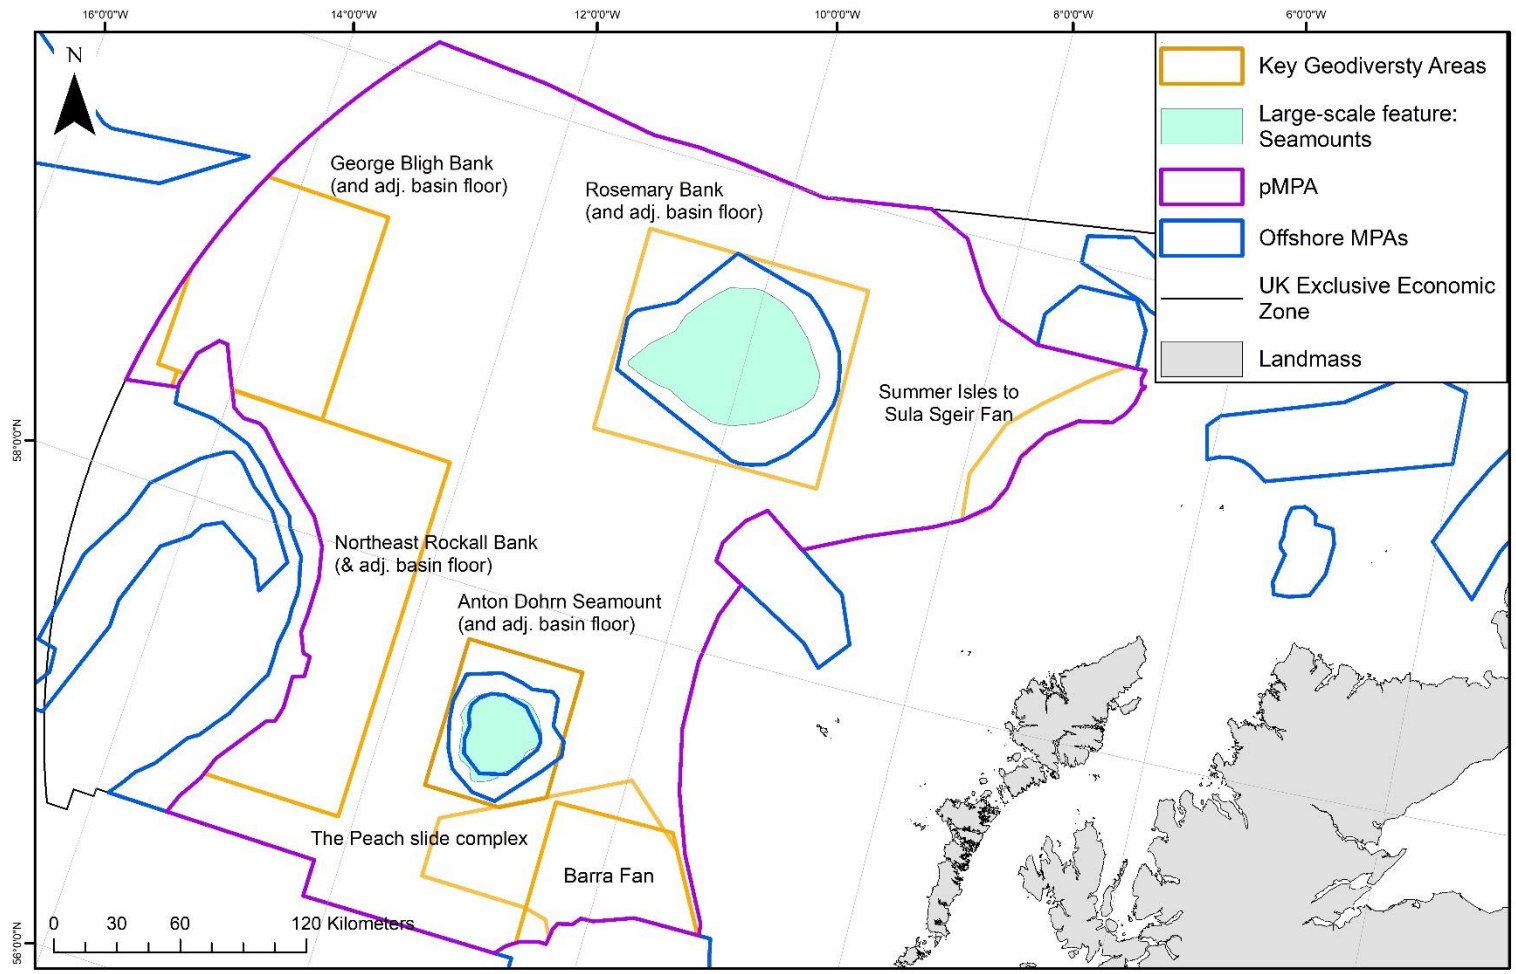 16°0'0"W
14°0'0"W
12°0'0"W
10°0'0"W
8°0'0"W
6°0'0"W
N
Key Geodiversty Areas
Large-scale feature:
Seamounts
pMPA
Offshore MPAs
UK Exclusive Economic
Zone
Landmass
George Bligh Bank
(and adj. basin floor)
Rosemary Bank
(and adj. basin floor)
Summer Isles to
Sula Sgeir Fan
58°0'0"N
Northeast Rockall Bank
(& adj. basin floor)
Anton Dohrn Seamount
(and adj. basin floor)
The Peach slide complex
Barra Fan
0 30 60 120 Kilometers
56°0'0"N